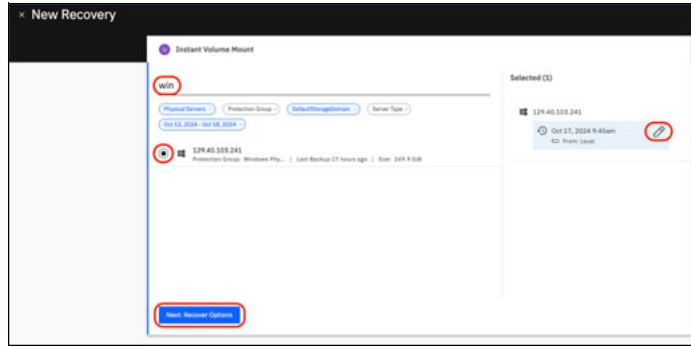 × New Recovery
Instant Volume Mount
win
Physical Servers
Protection Group
DefaultStorageDomain
Server Type
Oct 12, 2024 - Oct 18, 2024
129.40.103.241
Protection Group: Windows Phy... | Last Backup: 17 hours ago | Size: 149.9 GiB
Next: Recover Options
Selected (1)
129.40.103.241
Oct 17, 2024 9:45am
From: Local